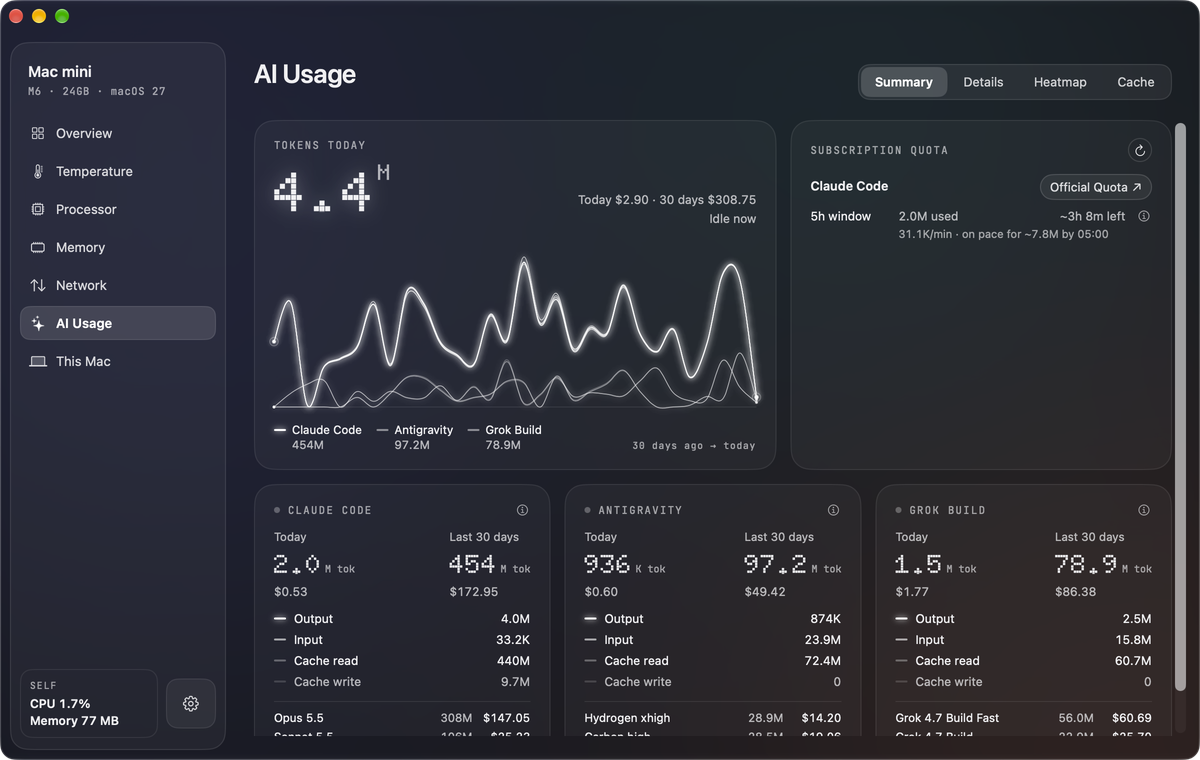 Mac mini
M6 · 24GB · macOS 27
Overview
Temperature
Processor
Memory
Network
AI Usage
This Mac
SELF
CPU 1.7%
Memory 77 MB
AI Usage
Summary Details Heatmap Cache
TOKENS TODAY
4.4 M
Today $2.90 · 30 days $308.75
Idle now
Claude Code Antigravity Grok Build
454M 97.2M 78.9M
30 days ago → today
SUBSCRIPTION QUOTA
Claude Code Official Quota ↗
5h window 2.0M used ~3h 8m left
31.1K/min · on pace for ~7.8M by 05:00
CLAUDE CODE
Today Last 30 days
2.0 M tok 454 M tok
$0.53 $172.95
Output 4.0M
Input 33.2K
Cache read 440M
Cache write 9.7M
Opus 5.5 308M $147.05
ANTIGRAVITY
Today Last 30 days
936 K tok 97.2 M tok
$0.60 $49.42
Output 874K
Input 23.9M
Cache read 72.4M
Cache write 0
Hydrogen xhigh 28.9M $14.20
GROK BUILD
Today Last 30 days
1.5 M tok 78.9 M tok
$1.77 $86.38
Output 2.5M
Input 15.8M
Cache read 60.7M
Cache write 0
Grok 4.7 Build Fast 56.0M $60.69